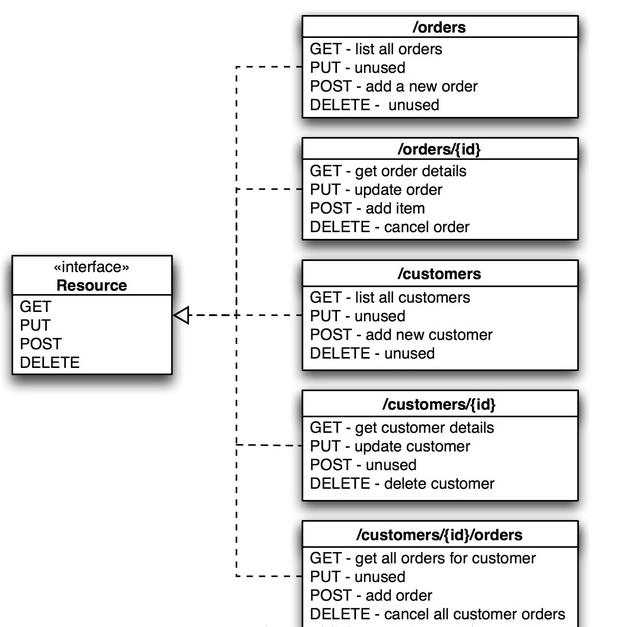 /orders
GET - list all orders
PUT - unused
POST - add a new order
DELETE -  unused
/orders/{id}
GET - get order details
PUT - update order
POST - add item
DELETE - cancel order
«interface»
Resource
GET
PUT
POST
DELETE
/customers
GET - list all customers
PUT - unused
POST - add new customer
DELETE - unused
/customers/{id}
GET - get customer details
PUT - update customer
POST - unused
DELETE - delete customer
/customers/{id}/orders
GET - get all orders for customer
PUT - unused
POST - add order
DELETE - cancel all customer orders